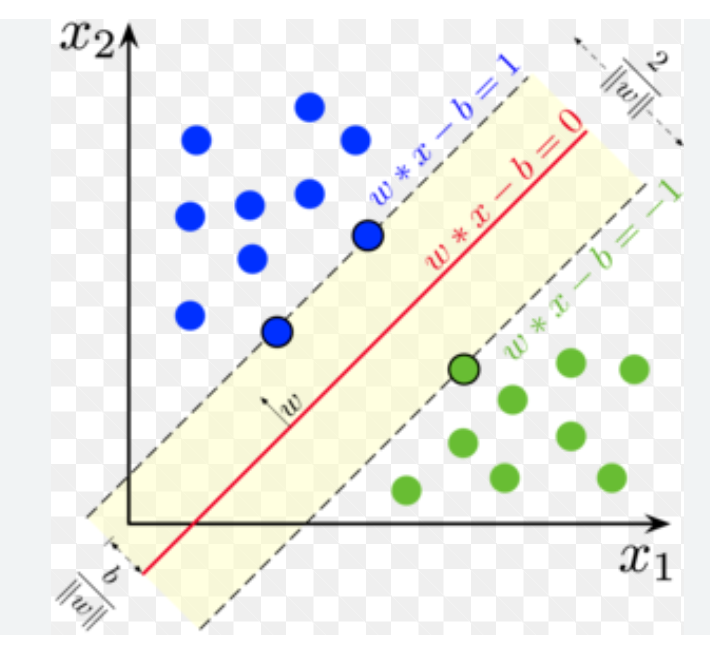 x₂
w * x − b = 1
2
‖w‖
w * x − b = 0
w * x − b = −1
w
x₁
b
‖w‖